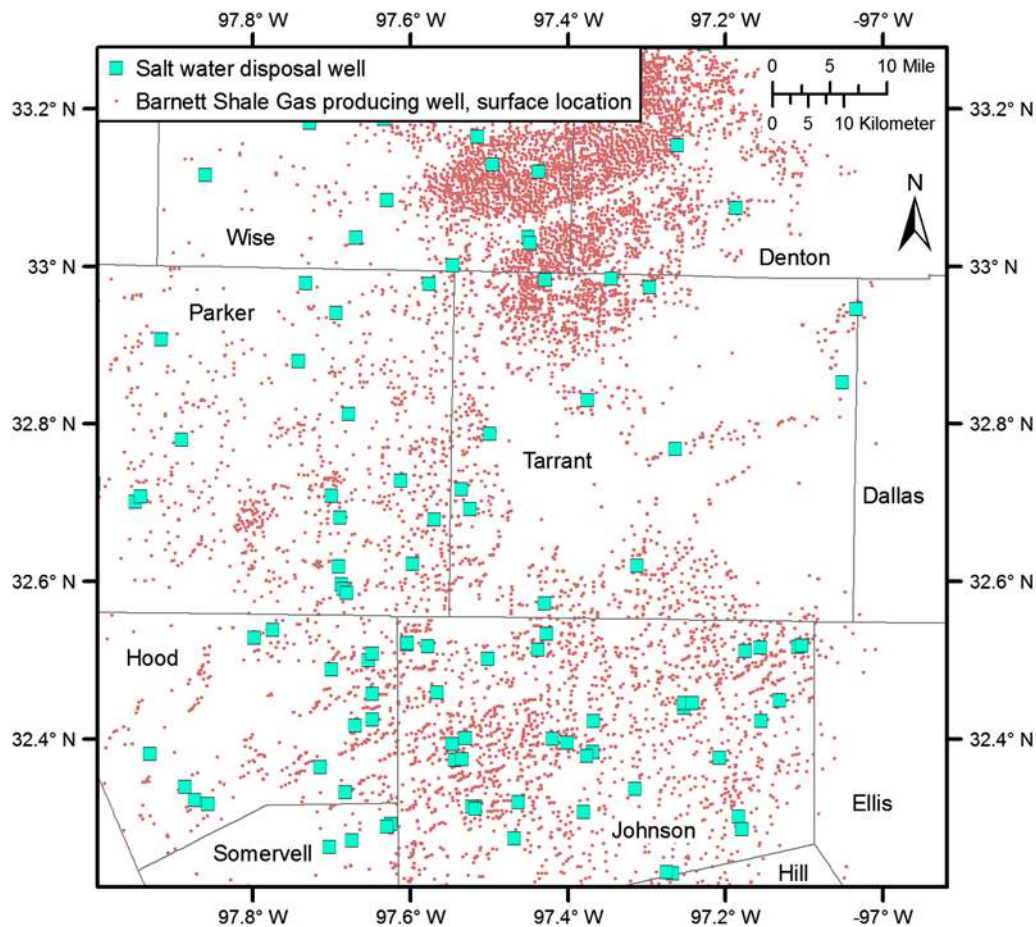 97.8° W 97.6° W 97.4° W 97.2° W -97° W
Salt water disposal well
Barnett Shale Gas producing well, surface location
0 5 10 Mile
0 5 10 Kilometer
33.2° N 33.2° N
N
Wise
Denton
33° N 33° N
Parker
32.8° N 32.8° N
Tarrant
Dallas
32.6° N 32.6° N
Hood
32.4° N 32.4° N
Ellis
Johnson
Somervell
Hill
97.8° W 97.6° W 97.4° W 97.2° W -97° W